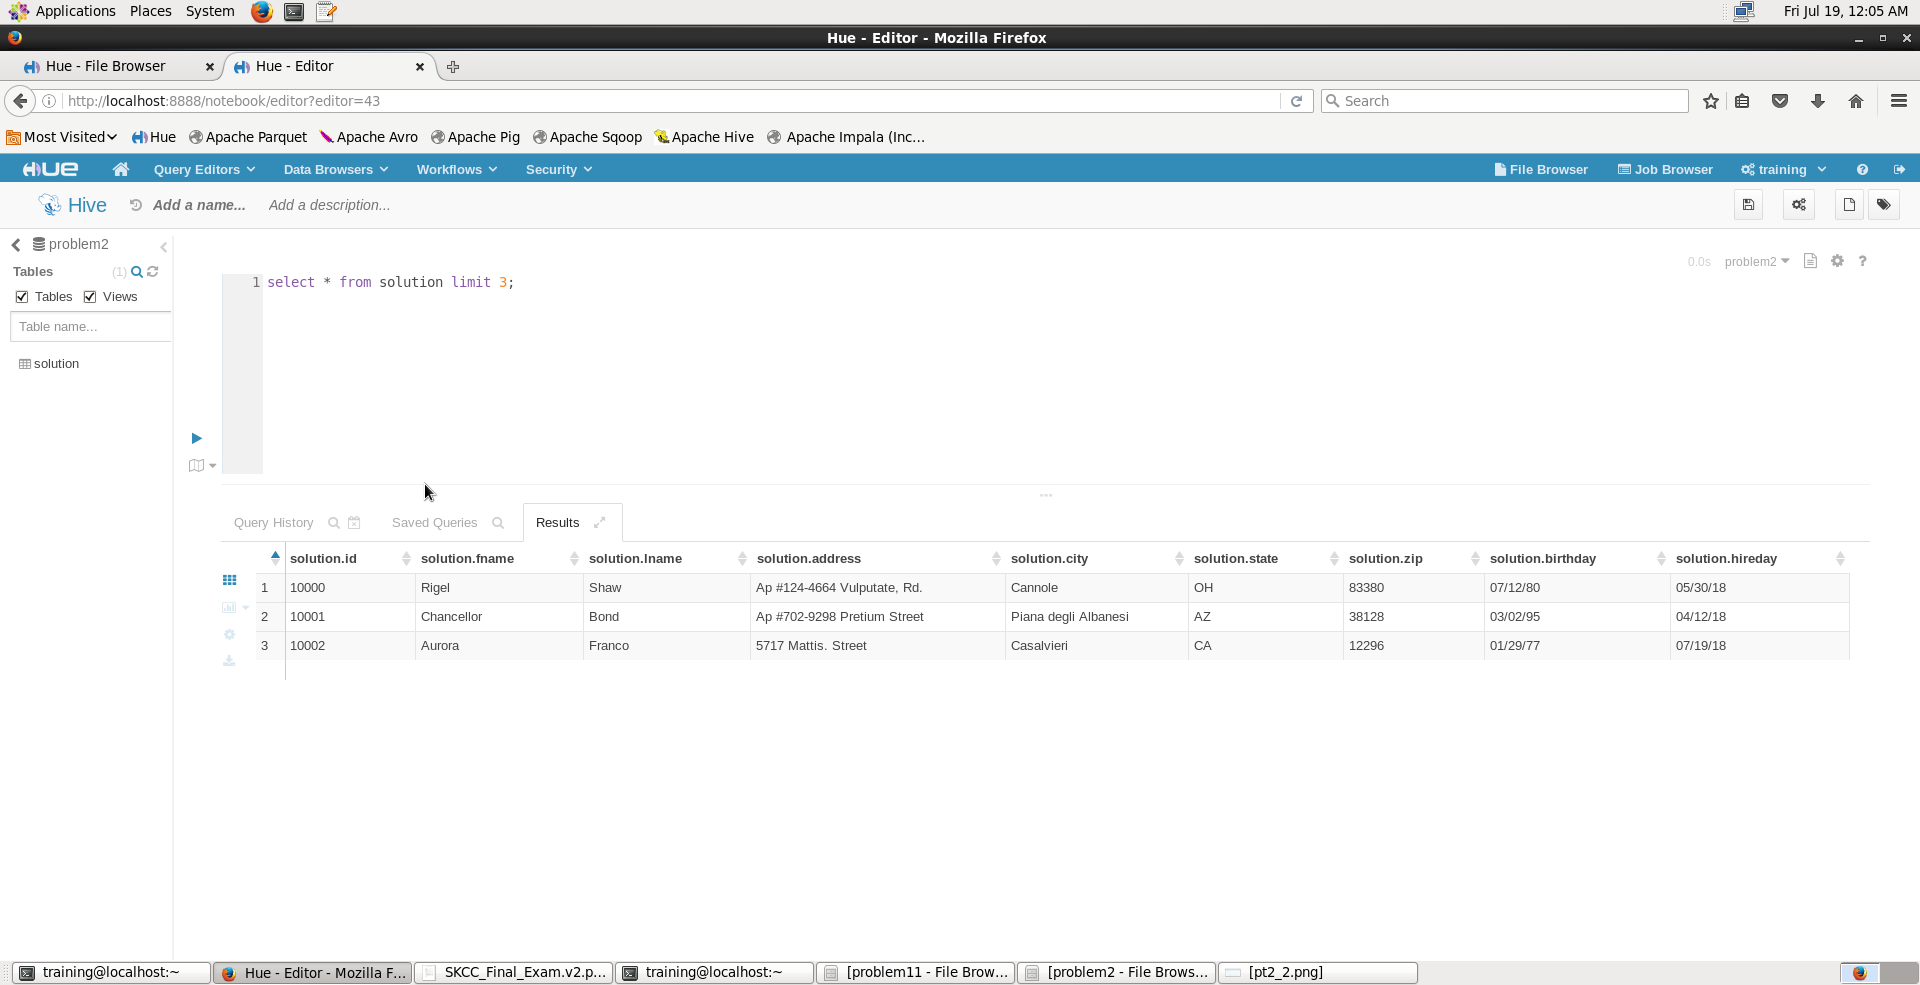 Applications Places System Fri Jul 19, 12:05 AM
Hue - Editor - Mozilla Firefox
Hue - File Browser Hue - Editor
http://localhost:8888/notebook/editor?editor=43 Search
Most Visited Hue Apache Parquet Apache Avro Apache Pig Apache Sqoop Apache Hive Apache Impala (Inc...
HUE Query Editors Data Browsers Workflows Security File Browser Job Browser training
Hive Add a name... Add a description...
problem2
Tables (1)
0.0s problem2 ?
Tables Views
1 select * from solution limit 3;
Table name...
solution
Query History Saved Queries Results
solution.id solution.fname solution.lname solution.address solution.city solution.state solution.zip solution.birthday solution.hireday
1 10000 Rigel Shaw Ap #124-4664 Vulputate, Rd. Cannole OH 83380 07/12/80 05/30/18
2 10001 Chancellor Bond Ap #702-9298 Pretium Street Piana degli Albanesi AZ 38128 03/02/95 04/12/18
3 10002 Aurora Franco 5717 Mattis. Street Casalvieri CA 12296 01/29/77 07/19/18
training@localhost:~ Hue - Editor - Mozilla F... SKCC_Final_Exam.v2.p... training@localhost:~ [problem11 - File Brow... [problem2 - File Brows... [pt2_2.png]